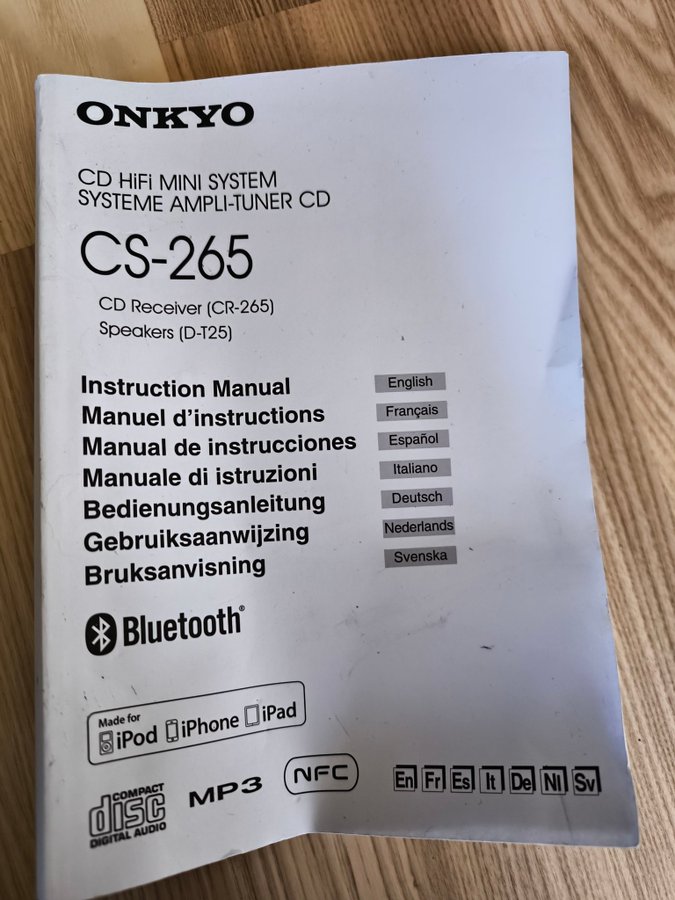 ONKYO
CD HiFi MINI SYSTEM
SYSTEME AMPLI-TUNER CD
CS-265
CD Receiver (CR-265)
Speakers (D-T25)
Instruction Manual English
Manuel d'instructions Français
Manual de instrucciones Español
Manuale di istruzioni Italiano
Bedienungsanleitung Deutsch
Gebruiksaanwijzing Nederlands
Bruksanvisning Svenska
Bluetooth®
Made for
iPod iPhone iPad
COMPACT
disc
DIGITAL AUDIO
MP3
NFC
En Fr Es It De Nl Sv